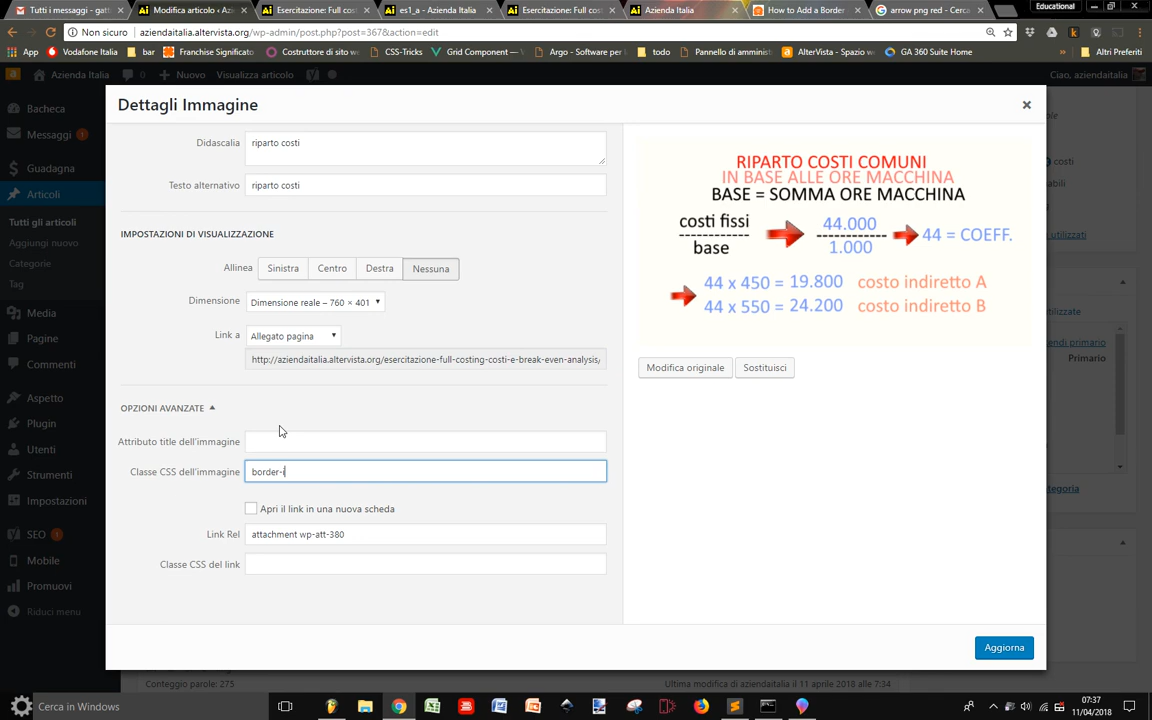 Tutti i messaggi - gatt
Modifica articolo ‹ Az
Esercitazione: Full cost
es1_a - Azienda Italia
Esercitazione: Full cost
Azienda Italia
How to Add a Border
arrow png red - Cerca
Educational
Non sicuro
aziendaitalia.altervista.org/wp-admin/post.php?post=367&action=edit
App
Vodafone Italia
bar
Franchise Significato
Costruttore di sito w
CSS-Tricks
Grid Component — V
Argo - Software per l
todo
Pannello di amminist
AlterVista - Spazio w
GA 360 Suite Home
Altri Preferiti
Azienda Italia
0
Nuovo
Visualizza articolo
Ciao, aziendaitalia
Bacheca
Messaggi
Guadagna
Articoli
Tutti gli articoli
Aggiungi nuovo
Categorie
Tag
Media
Pagine
Commenti
Aspetto
Plugin
Utenti
Strumenti
Impostazioni
SEO
Mobile
Promuovi
Riduci menu
Dettagli Immagine
Didascalia
riparto costi
Testo alternativo
riparto costi
IMPOSTAZIONI DI VISUALIZZAZIONE
Allinea
Sinistra
Centro
Destra
Nessuna
Dimensione
Dimensione reale – 760 × 401
Link a
Allegato pagina
http://aziendaitalia.altervista.org/esercitazione-full-costing-costi-e-break-even-analysis/
OPZIONI AVANZATE
Attributo title dell'immagine
Classe CSS dell'immagine
border-i
Apri il link in una nuova scheda
Link Rel
attachment wp-att-380
Classe CSS del link
RIPARTO COSTI COMUNI
IN BASE ALLE ORE MACCHINA
BASE = SOMMA ORE MACCHINA
costi fissi
-----------
base
44.000
-----------
1.000
44 = COEFF.
44 x 450 = 19.800 costo indiretto A
44 x 550 = 24.200 costo indiretto B
Modifica originale
Sostituisci
Aggiorna
costi
Primario
Conteggio parole: 275
Ultima modifica di aziendaitalia il 11 aprile 2018 alle 7:34
Cerca in Windows
07:37
11/04/2018